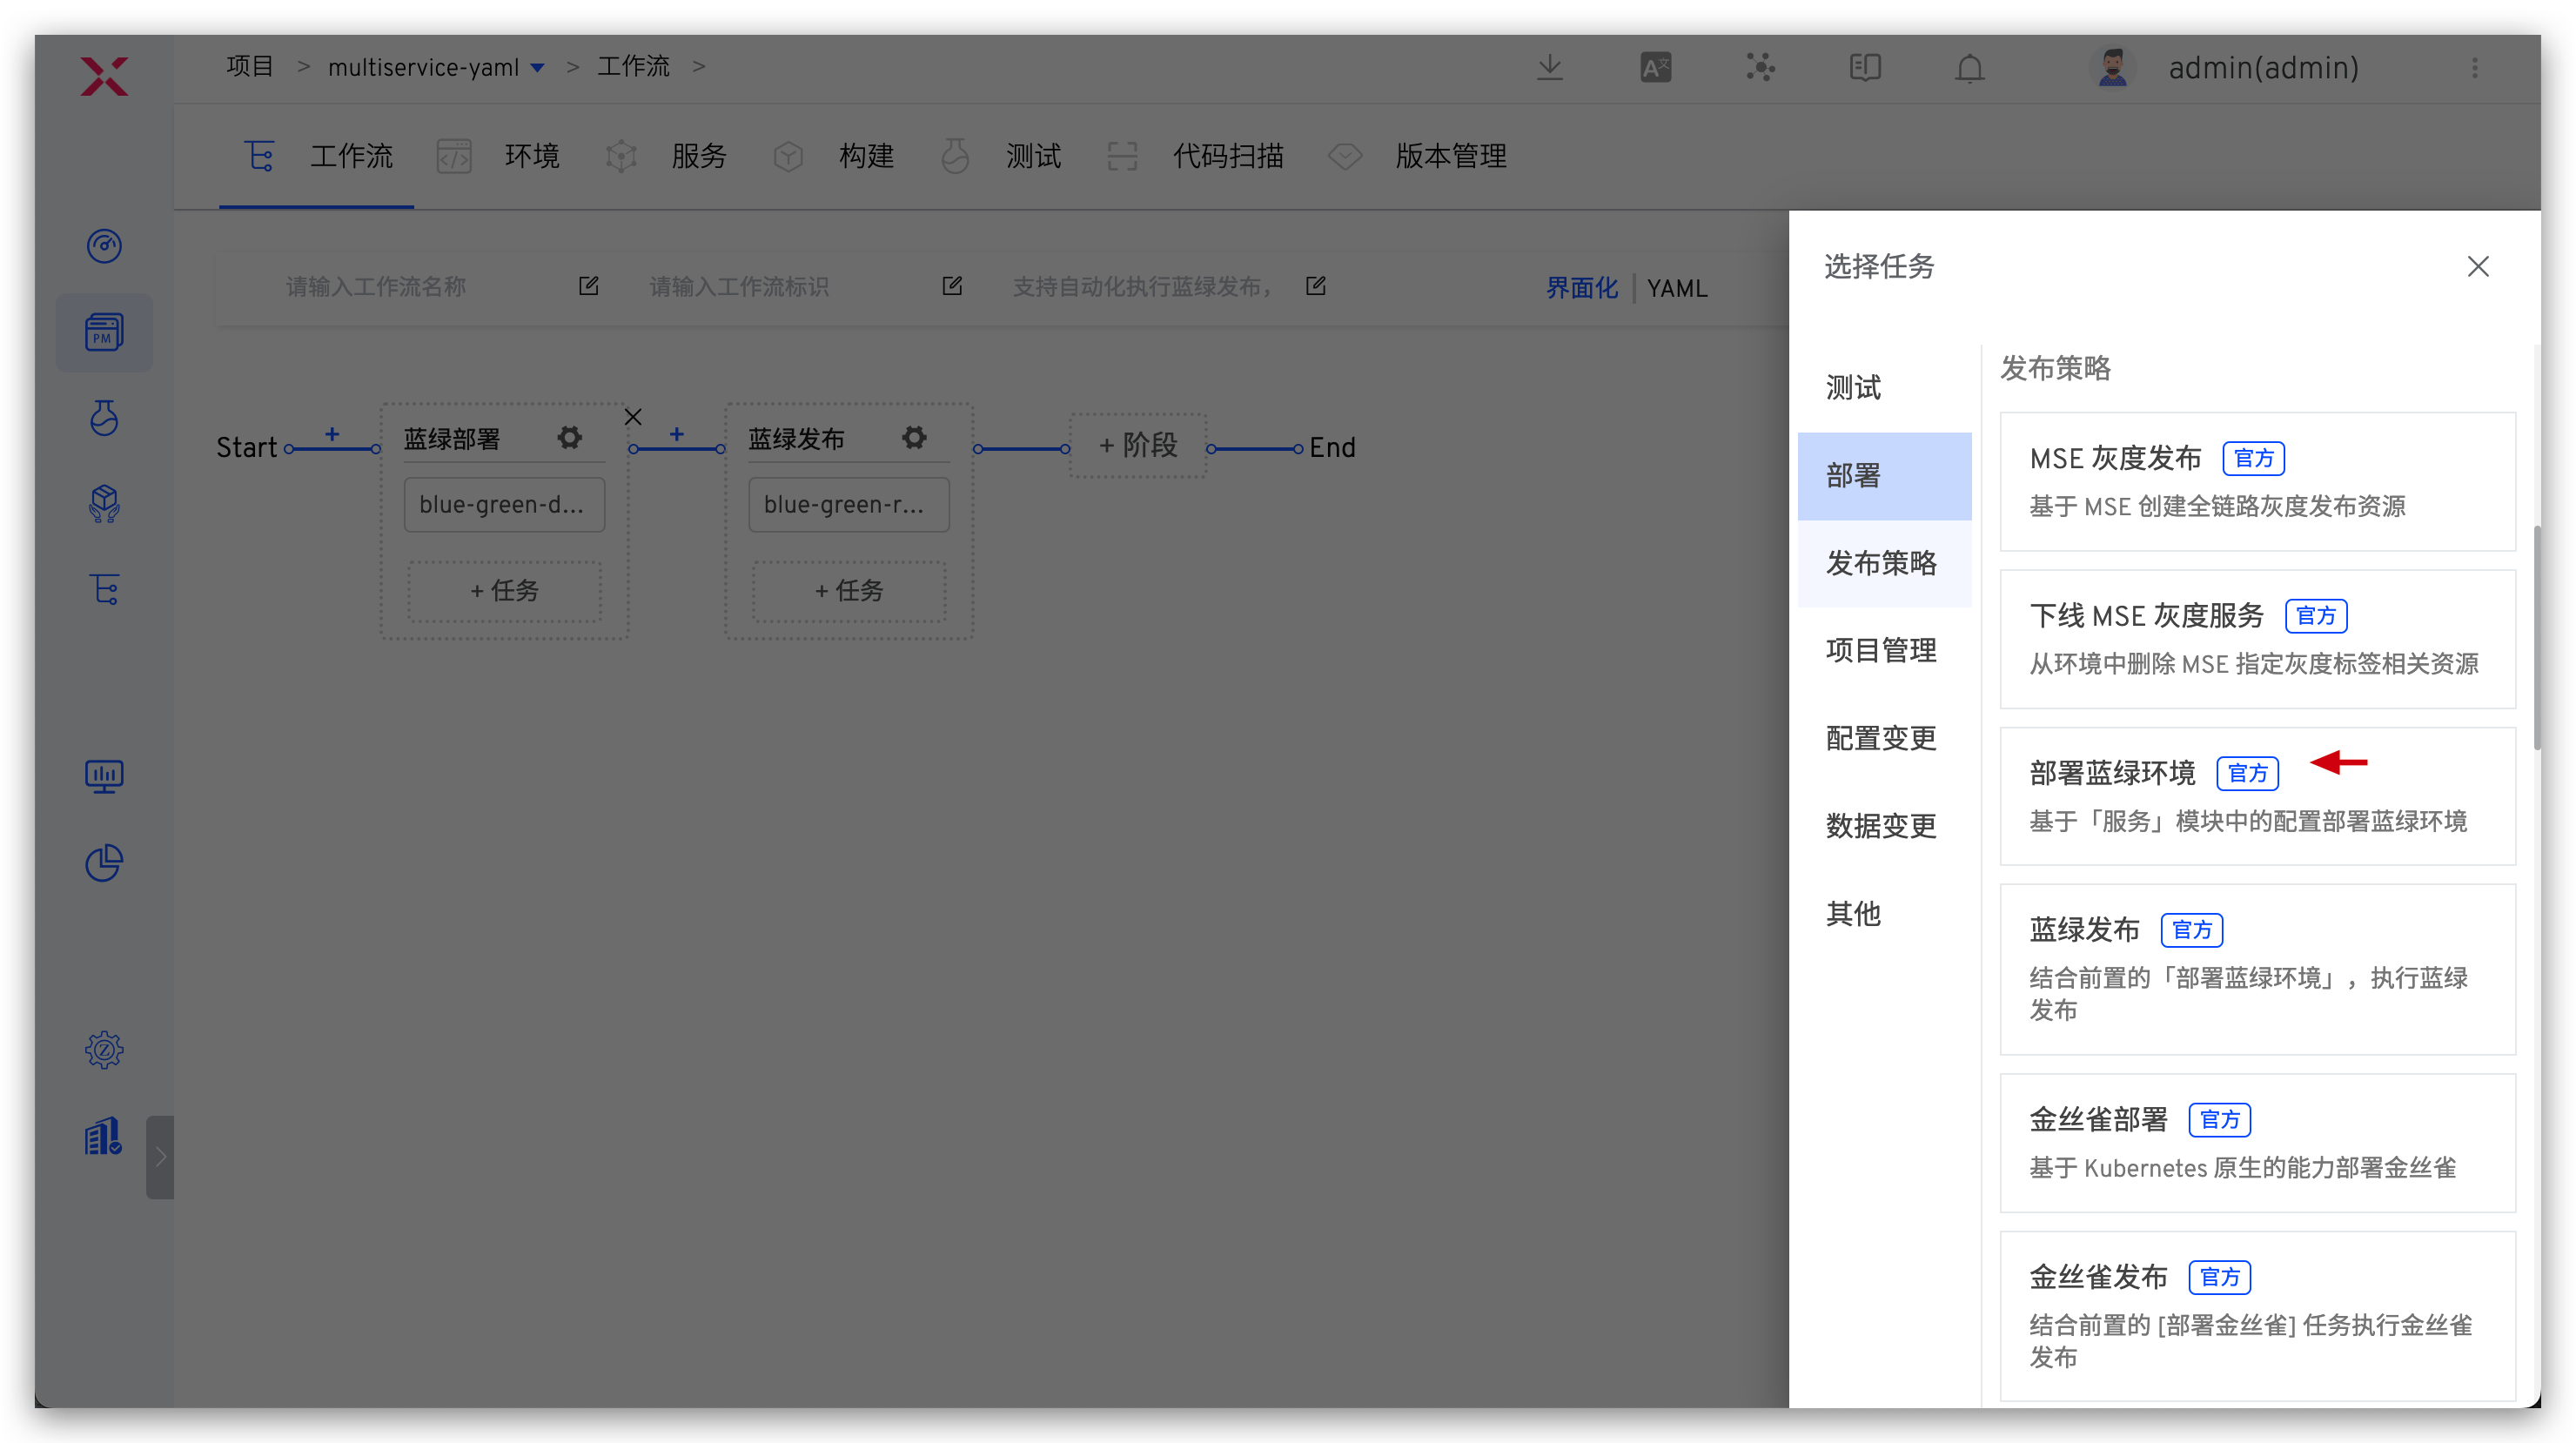 项目 > multiservice-yaml > 工作流 >
admin(admin)
工作流 环境 服务 构建 测试 代码扫描 版本管理
PM
请输入工作流名称 请输入工作流标识 支持自动化执行蓝绿发布， 界面化 YAML
Start + 蓝绿部署 + 蓝绿发布 + 阶段 End
blue-green-d... blue-green-r...
+ 任务 + 任务
选择任务
测试
部署
发布策略
项目管理
配置变更
数据变更
其他
发布策略
MSE 灰度发布 官方
基于 MSE 创建全链路灰度发布资源
下线 MSE 灰度服务 官方
从环境中删除 MSE 指定灰度标签相关资源
部署蓝绿环境 官方
基于「服务」模块中的配置部署蓝绿环境
蓝绿发布 官方
结合前置的「部署蓝绿环境」，执行蓝绿
发布
金丝雀部署 官方
基于 Kubernetes 原生的能力部署金丝雀
金丝雀发布 官方
结合前置的 [部署金丝雀] 任务执行金丝雀
发布